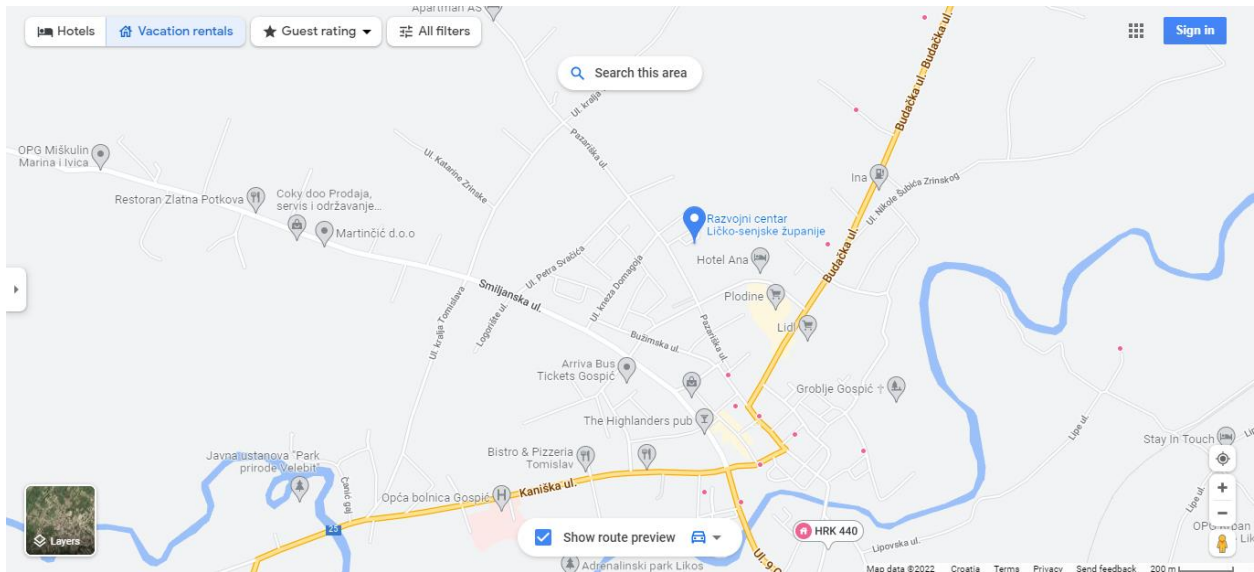 Apartman AS
Hotels
Vacation rentals
Guest rating
All filters
Sign in
Search this area
Ul. kralja
Budačka ul.
Budačka ul.
Pazariška ul.
OPG Miškulin
Marina i Ivica...
Ul. Katarine Zrinske
Ina
Ul. Nikole Šubića Zrinskog
Restoran Zlatna Potkova
Coky doo Prodaja,
servis i održavanje...
Martinčić d.o.o
Razvojni centar
Ličko-senjske županije
Hotel Ana
Budačka ul.
Ul. Petra Svačića
Ul. kneza Domagoja
Smiljanska ul.
Plodine
Ul. kralja Tomislava
Logorište ul.
Lidl
Pazariška ul.
Bužimska ul.
Arriva Bus
Tickets Gospić
Groblje Gospić
The Highlanders pub
Lipe ul.
Stay In Touch
Bistro & Pizzeria
Tomislav
Javna ustanova "Park
prirode Velebit"
Čanić gaj
Opća bolnica Gospić
Kaniška ul.
25
Lipe ul.
Layers
Show route preview
HRK 440
Lipovska ul.
Adrenalinski park Likos
Map data ©2022
Croatia
Terms
Privacy
Send feedback
200 m